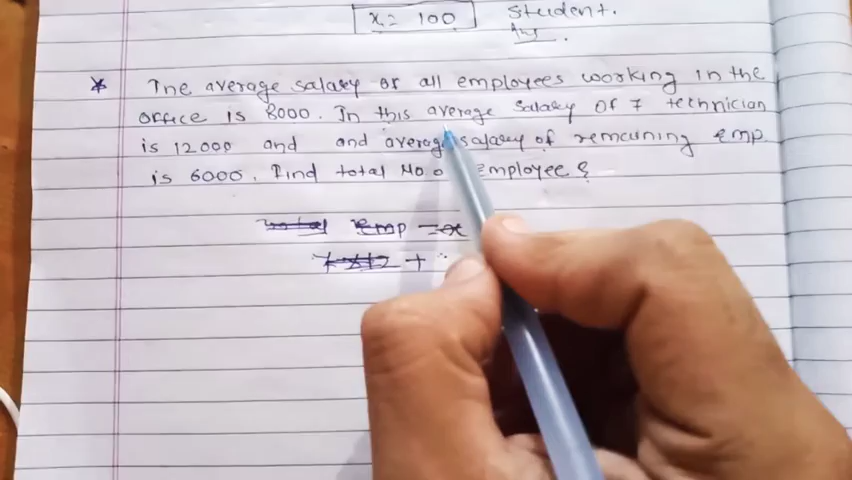 x = 100 Student.
Ans.
* The average salary of all employees working in the
office is 8000. In this average salary of 7 technician
is 12000 and and average salary of remaining emp.
is 6000. Find total No. o employee ?
emp = x
+